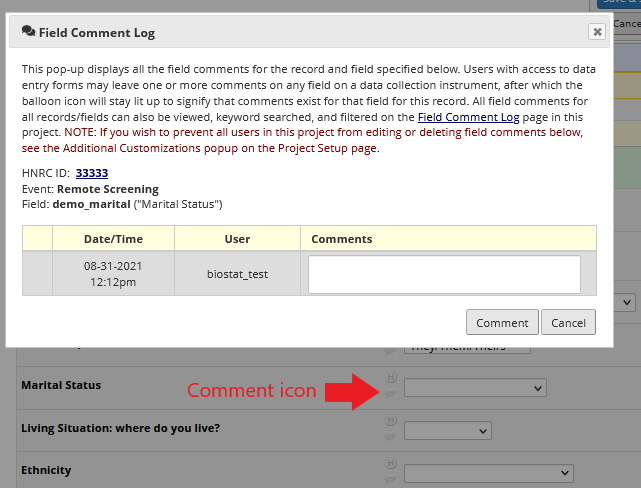 Save & S
Field Comment Log
Cance
This pop-up displays all the field comments for the record and field specified below. Users with access to data
entry forms may leave one or more comments on any field on a data collection instrument, after which the
balloon icon will stay lit up to signify that comments exist for that field for this record. All field comments for
all records/fields can also be viewed, keyword searched, and filtered on the Field Comment Log page in this
project. NOTE: If you wish to prevent all users in this project from editing or deleting field comments below,
see the Additional Customizations popup on the Project Setup page.
HNRC ID: 33333
Event: Remote Screening
Field: demo_marital ("Marital Status")
Date/Time User Comments
08-31-2021
12:12pm
biostat_test
Comment Cancel
They/Them/Theirs
Marital Status
H
Comment icon
Living Situation: where do you live?
H
Ethnicity
H